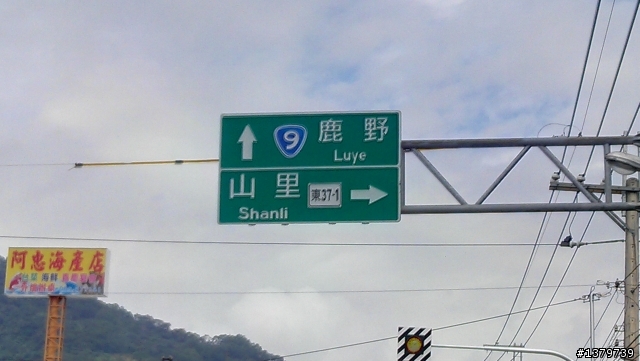 9 鹿野
Luye
山里 東37-1
Shanli
阿忠海產店
#1379739